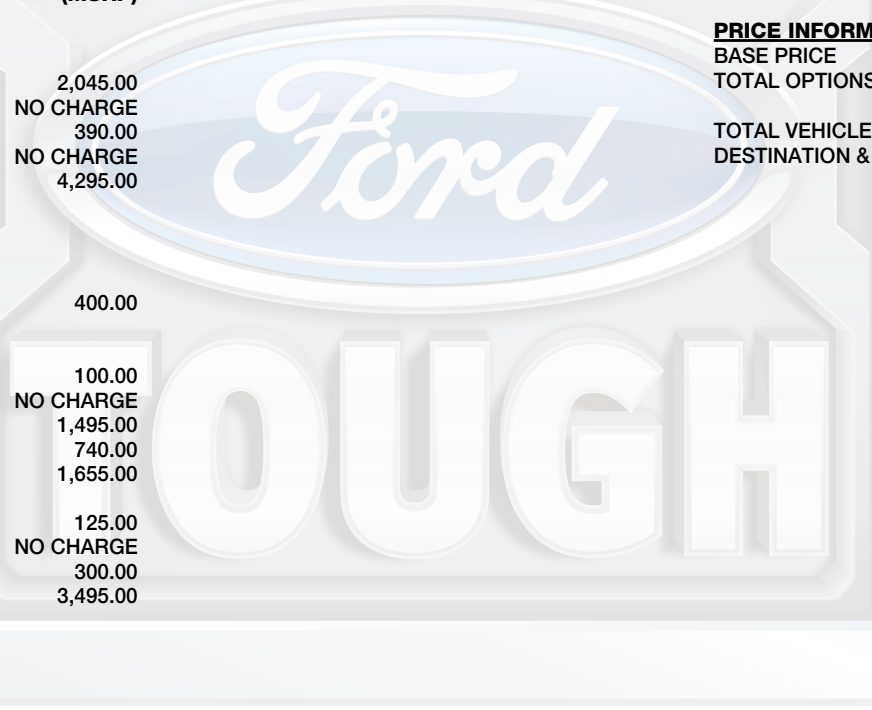 2,045.00
NO CHARGE
390.00
NO CHARGE
4,295.00
400.00
100.00
NO CHARGE
1,495.00
740.00
1,655.00
125.00
NO CHARGE
300.00
3,495.00
PRICE
BASE PRICE
TOTAL OPTIONS
TOTAL VEHICLE
DESTINATION &
Ford
TOUGH